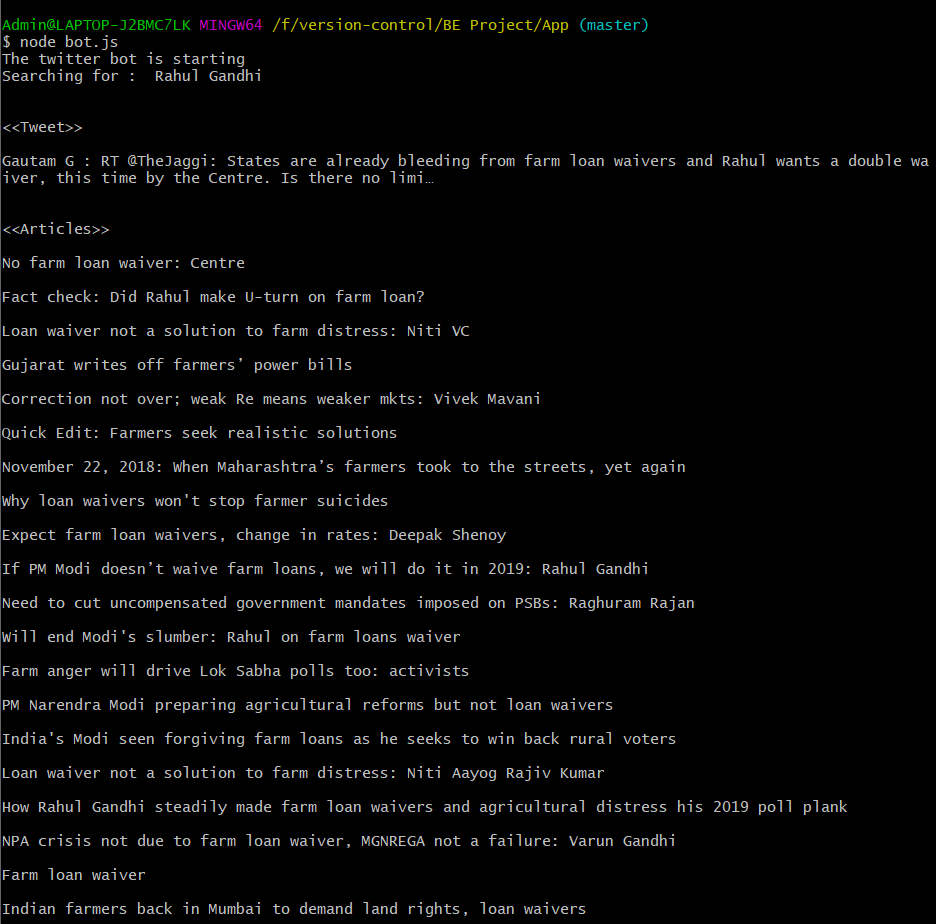 Admin@LAPTOP-J2BMC7LK MINGW64 /f/version-control/BE Project/App (master)
$ node bot.js
The twitter bot is starting
Searching for :  Rahul Gandhi
<<Tweet>>
Gautam G : RT @TheJaggi: States are already bleeding from farm loan waivers and Rahul wants a double wa
iver, this time by the Centre. Is there no limi…
<<Articles>>
No farm loan waiver: Centre
Fact check: Did Rahul make U-turn on farm loan?
Loan waiver not a solution to farm distress: Niti VC
Gujarat writes off farmers’ power bills
Correction not over; weak Re means weaker mkts: Vivek Mavani
Quick Edit: Farmers seek realistic solutions
November 22, 2018: When Maharashtra’s farmers took to the streets, yet again
Why loan waivers won't stop farmer suicides
Expect farm loan waivers, change in rates: Deepak Shenoy
If PM Modi doesn’t waive farm loans, we will do it in 2019: Rahul Gandhi
Need to cut uncompensated government mandates imposed on PSBs: Raghuram Rajan
Will end Modi's slumber: Rahul on farm loans waiver
Farm anger will drive Lok Sabha polls too: activists
PM Narendra Modi preparing agricultural reforms but not loan waivers
India's Modi seen forgiving farm loans as he seeks to win back rural voters
Loan waiver not a solution to farm distress: Niti Aayog Rajiv Kumar
How Rahul Gandhi steadily made farm loan waivers and agricultural distress his 2019 poll plank
NPA crisis not due to farm loan waiver, MGNREGA not a failure: Varun Gandhi
Farm loan waiver
Indian farmers back in Mumbai to demand land rights, loan waivers